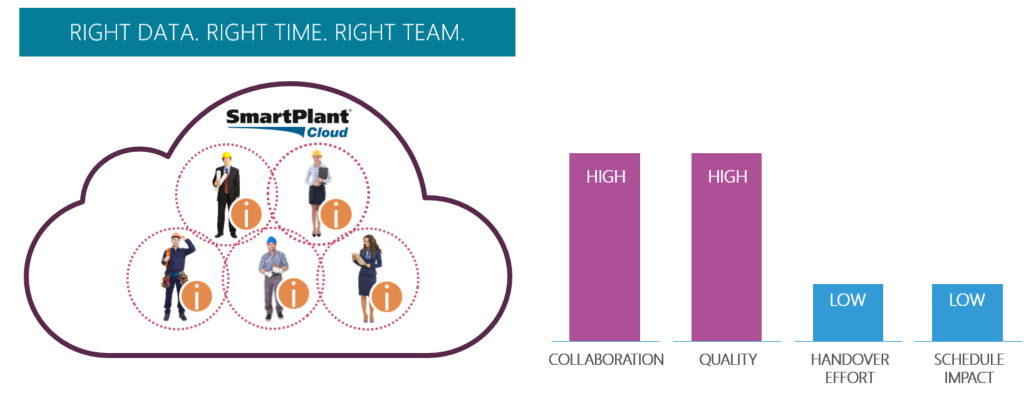 RIGHT DATA. RIGHT TIME. RIGHT TEAM.
SmartPlant®
Cloud
i
i
i
i
i
HIGH
HIGH
LOW
LOW
COLLABORATION
QUALITY
HANDOVER
EFFORT
SCHEDULE
IMPACT